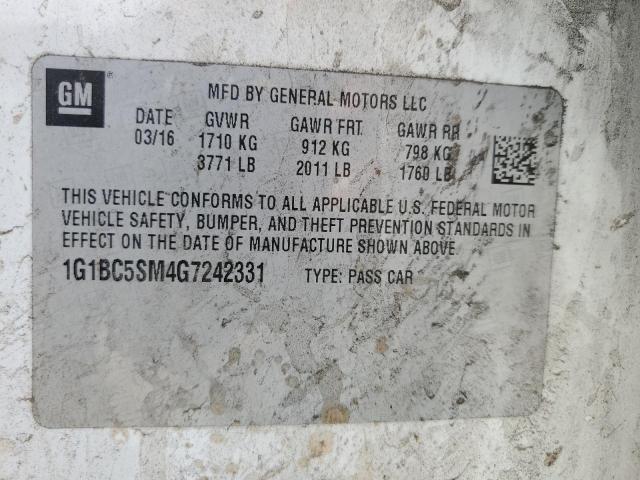 GM
MFD BY GENERAL MOTORS LLC
DATE GVWR GAWR FRT GAWR RR
03/16 1710 KG 912 KG 798 KG
3771 LB 2011 LB 1760 LB
THIS VEHICLE CONFORMS TO ALL APPLICABLE U.S. FEDERAL MOTOR
VEHICLE SAFETY, BUMPER, AND THEFT PREVENTION STANDARDS IN
EFFECT ON THE DATE OF MANUFACTURE SHOWN ABOVE.
1G1BC5SM4G7242331 TYPE: PASS CAR